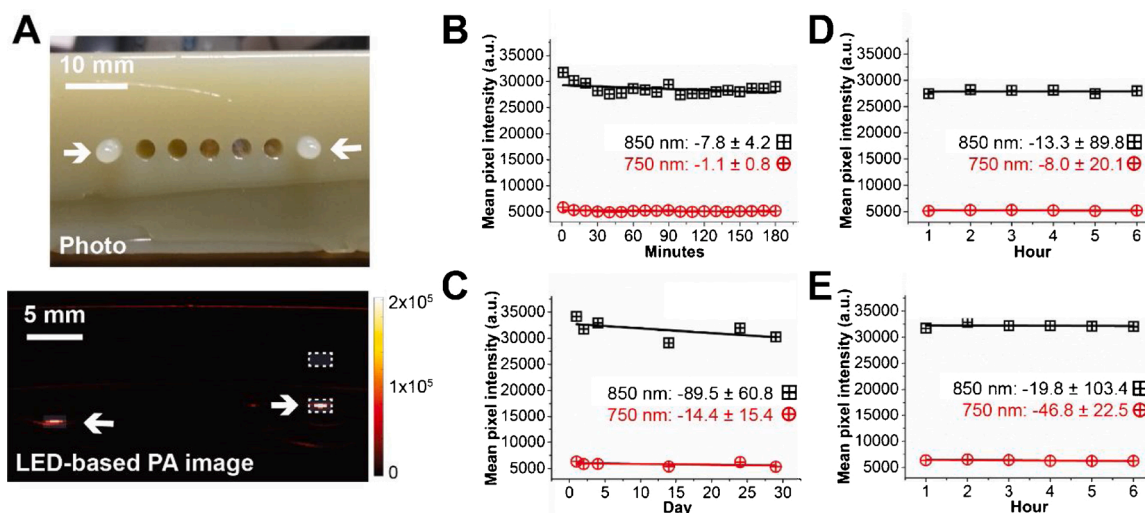 A
10 mm
Photo
5 mm
LED-based PA image
2x10⁵
1x10⁵
0
B
Mean pixel intensity (a.u.)
35000
30000
25000
20000
15000
10000
5000
850 nm: -7.8 ± 4.2
750 nm: -1.1 ± 0.8
0 30 60 90 120 150 180
Minutes
C
Mean pixel intensity (a.u.)
35000
30000
25000
20000
15000
10000
5000
850 nm: -89.5 ± 60.8
750 nm: -14.4 ± 15.4
0 5 10 15 20 25 30
Day
D
Mean pixel intensity (a.u.)
35000
30000
25000
20000
15000
10000
5000
850 nm: -13.3 ± 89.8
750 nm: -8.0 ± 20.1
1 2 3 4 5 6
Hour
E
Mean pixel intensity (a.u.)
35000
30000
25000
20000
15000
10000
5000
850 nm: -19.8 ± 103.4
750 nm: -46.8 ± 22.5
1 2 3 4 5 6
Hour